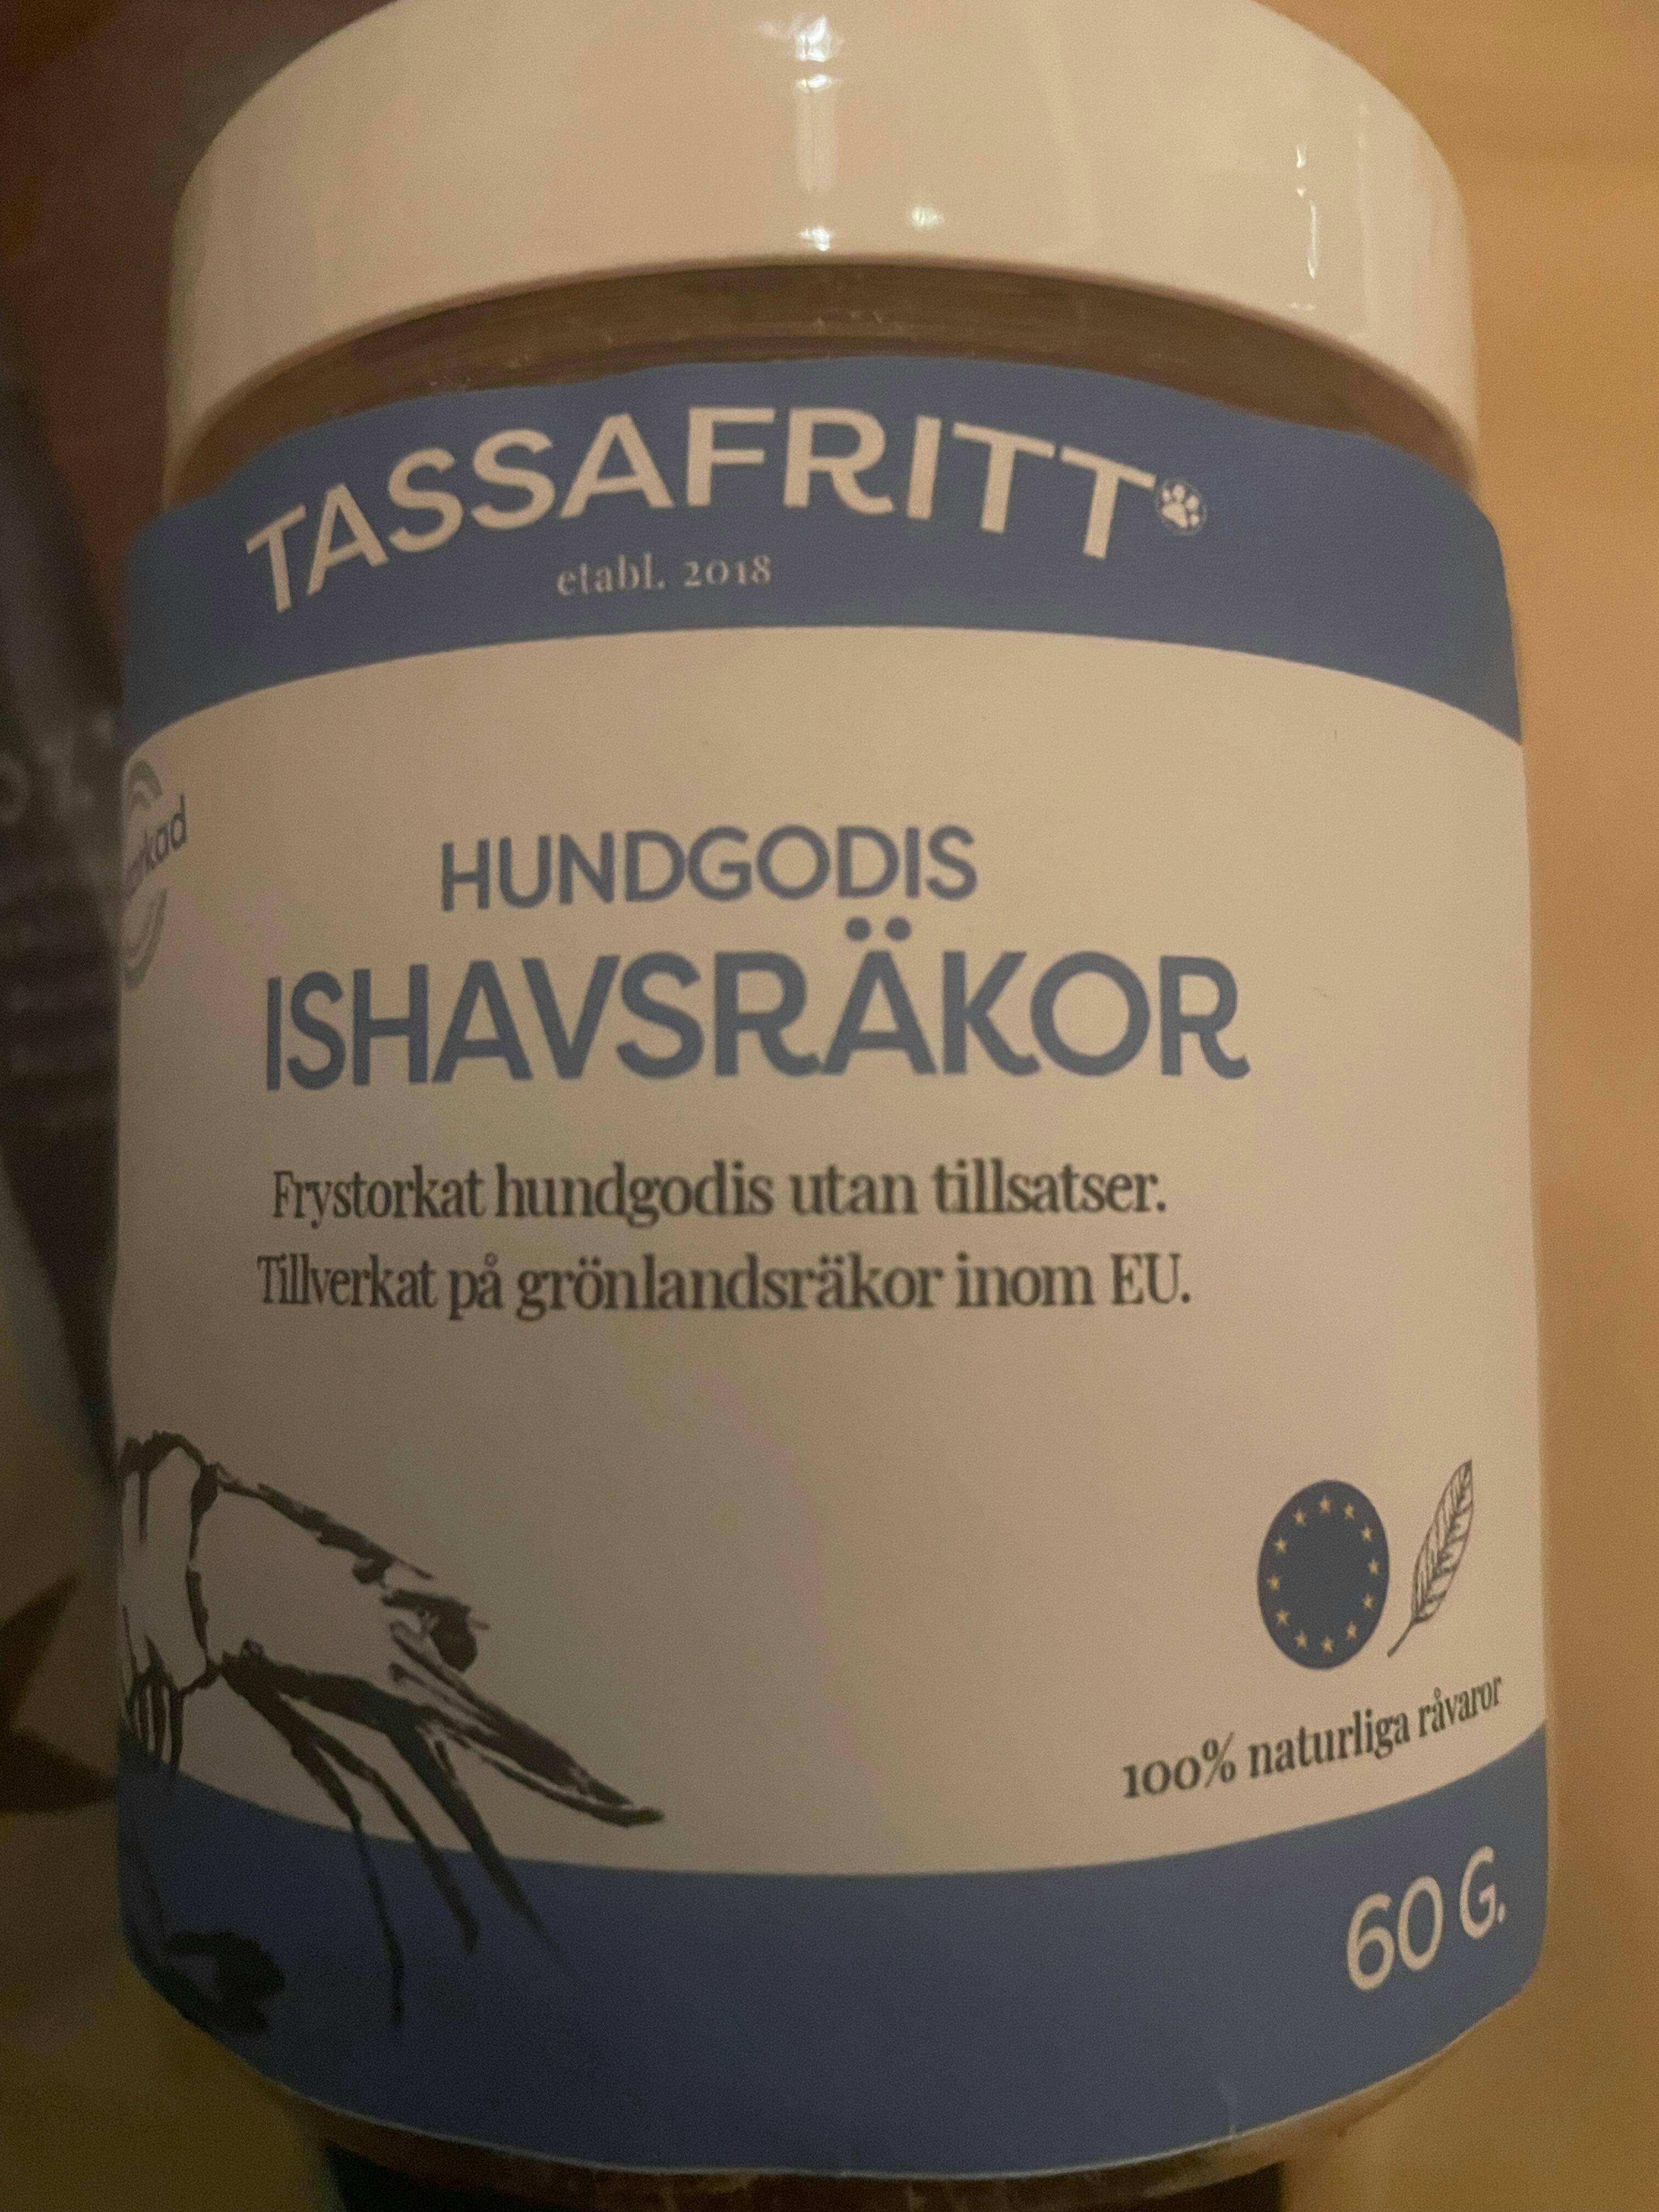 TASSAFRITT
etabl. 2018
HUNDGODIS
ISHAVSRÄKOR
Frystorkat hundgodis utan tillsatser.
Tillverkat på grönlandsräkor inom EU.
100% naturliga råvaror
60 G.